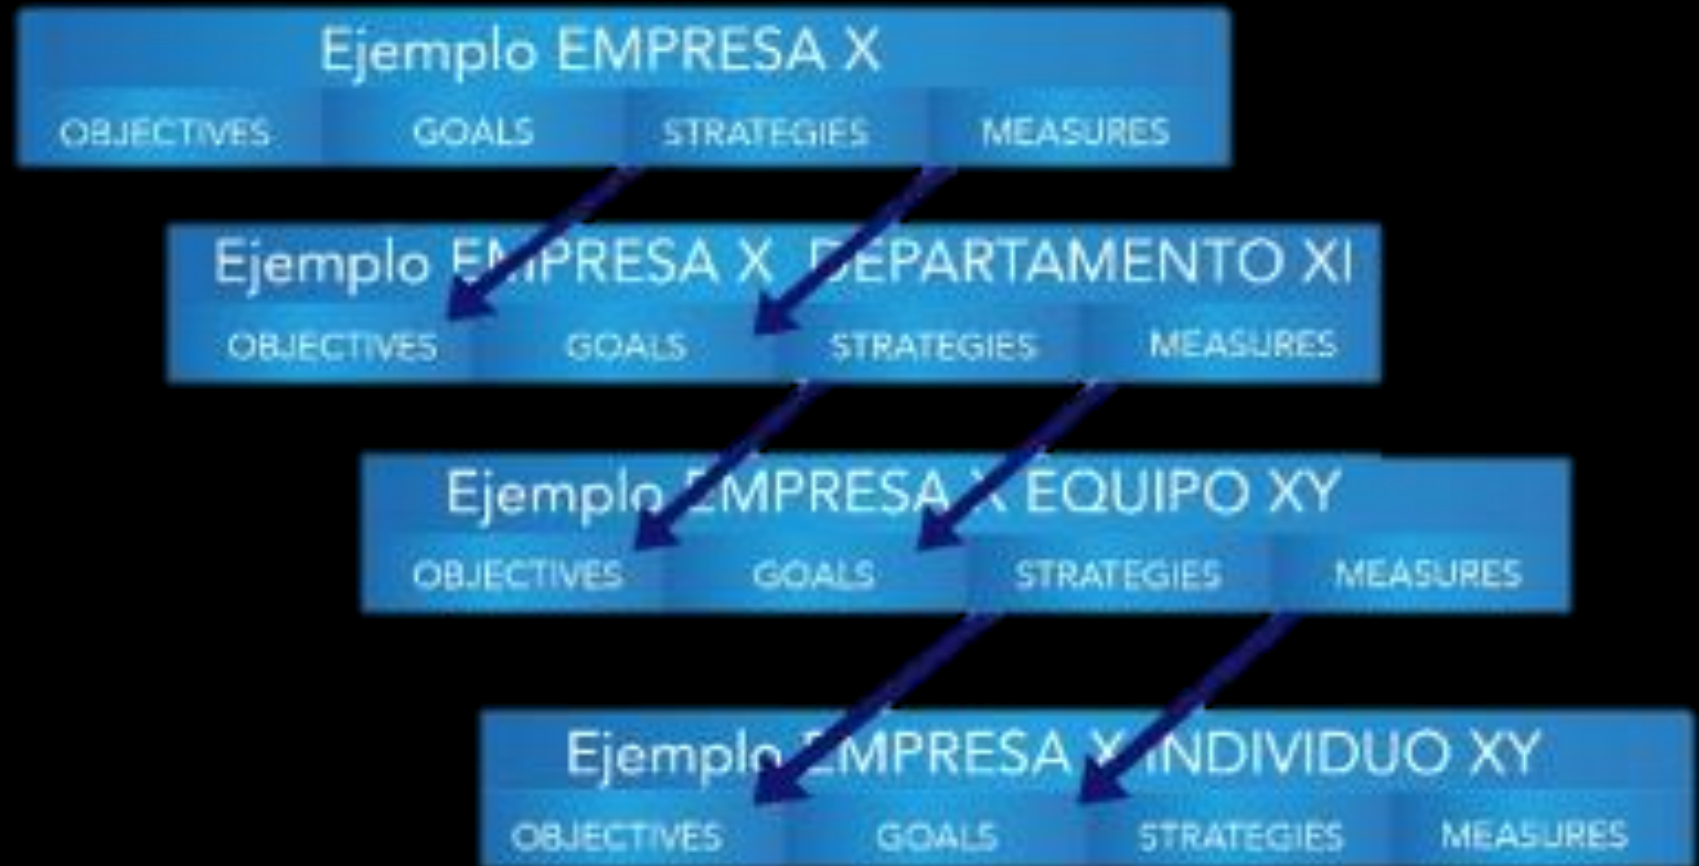 Ejemplo EMPRESA X
OBJECTIVES GOALS STRATEGIES MEASURES
Ejemplo EMPRESA X DEPARTAMENTO XI
OBJECTIVES GOALS STRATEGIES MEASURES
Ejemplo EMPRESA X EQUIPO XY
OBJECTIVES GOALS STRATEGIES MEASURES
Ejemplo EMPRESA X INDIVIDUO XY
OBJECTIVES GOALS STRATEGIES MEASURES